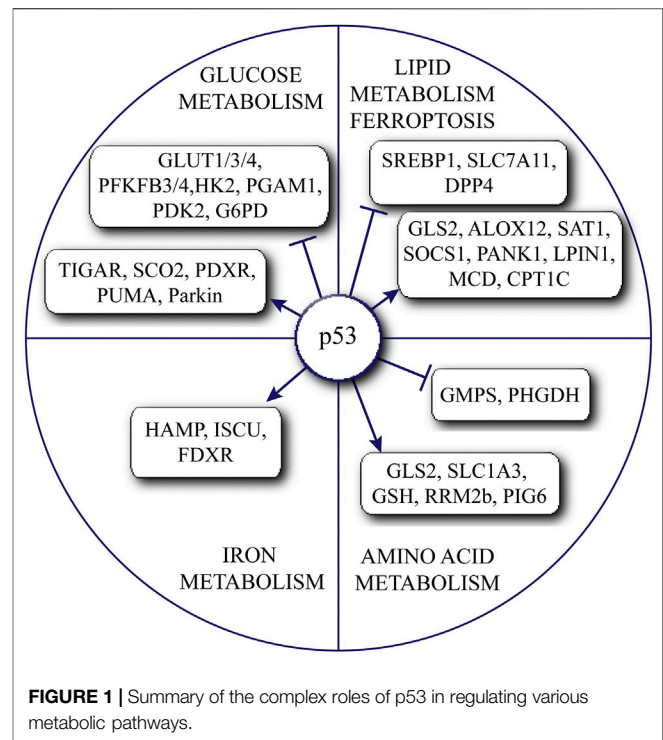 GLUCOSE
METABOLISM
LIPID
METABOLISM
FERROPTOSIS
GLUT1/3/4,
PFKFB3/4,HK2, PGAM1,
PDK2, G6PD
SREBP1, SLC7A11,
DPP4
TIGAR, SCO2, PDXR,
PUMA, Parkin
GLS2, ALOX12, SAT1,
SOCS1, PANK1, LPIN1,
MCD, CPT1C
p53
HAMP, ISCU,
FDXR
GMPS, PHGDH
GLS2, SLC1A3,
GSH, RRM2b, PIG6
IRON
METABOLISM
AMINO ACID
METABOLISM
FIGURE 1 | Summary of the complex roles of p53 in regulating various
metabolic pathways.